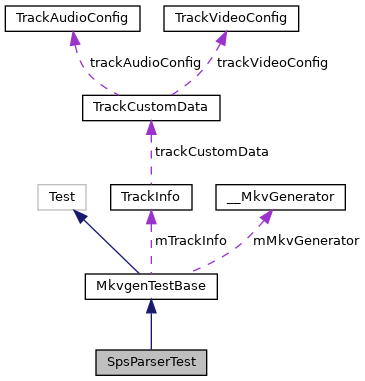 TrackAudioConfig
TrackVideoConfig
trackAudioConfig
trackVideoConfig
TrackCustomData
trackCustomData
Test
TrackInfo
__MkvGenerator
mTrackInfo
mMkvGenerator
MkvgenTestBase
SpsParserTest